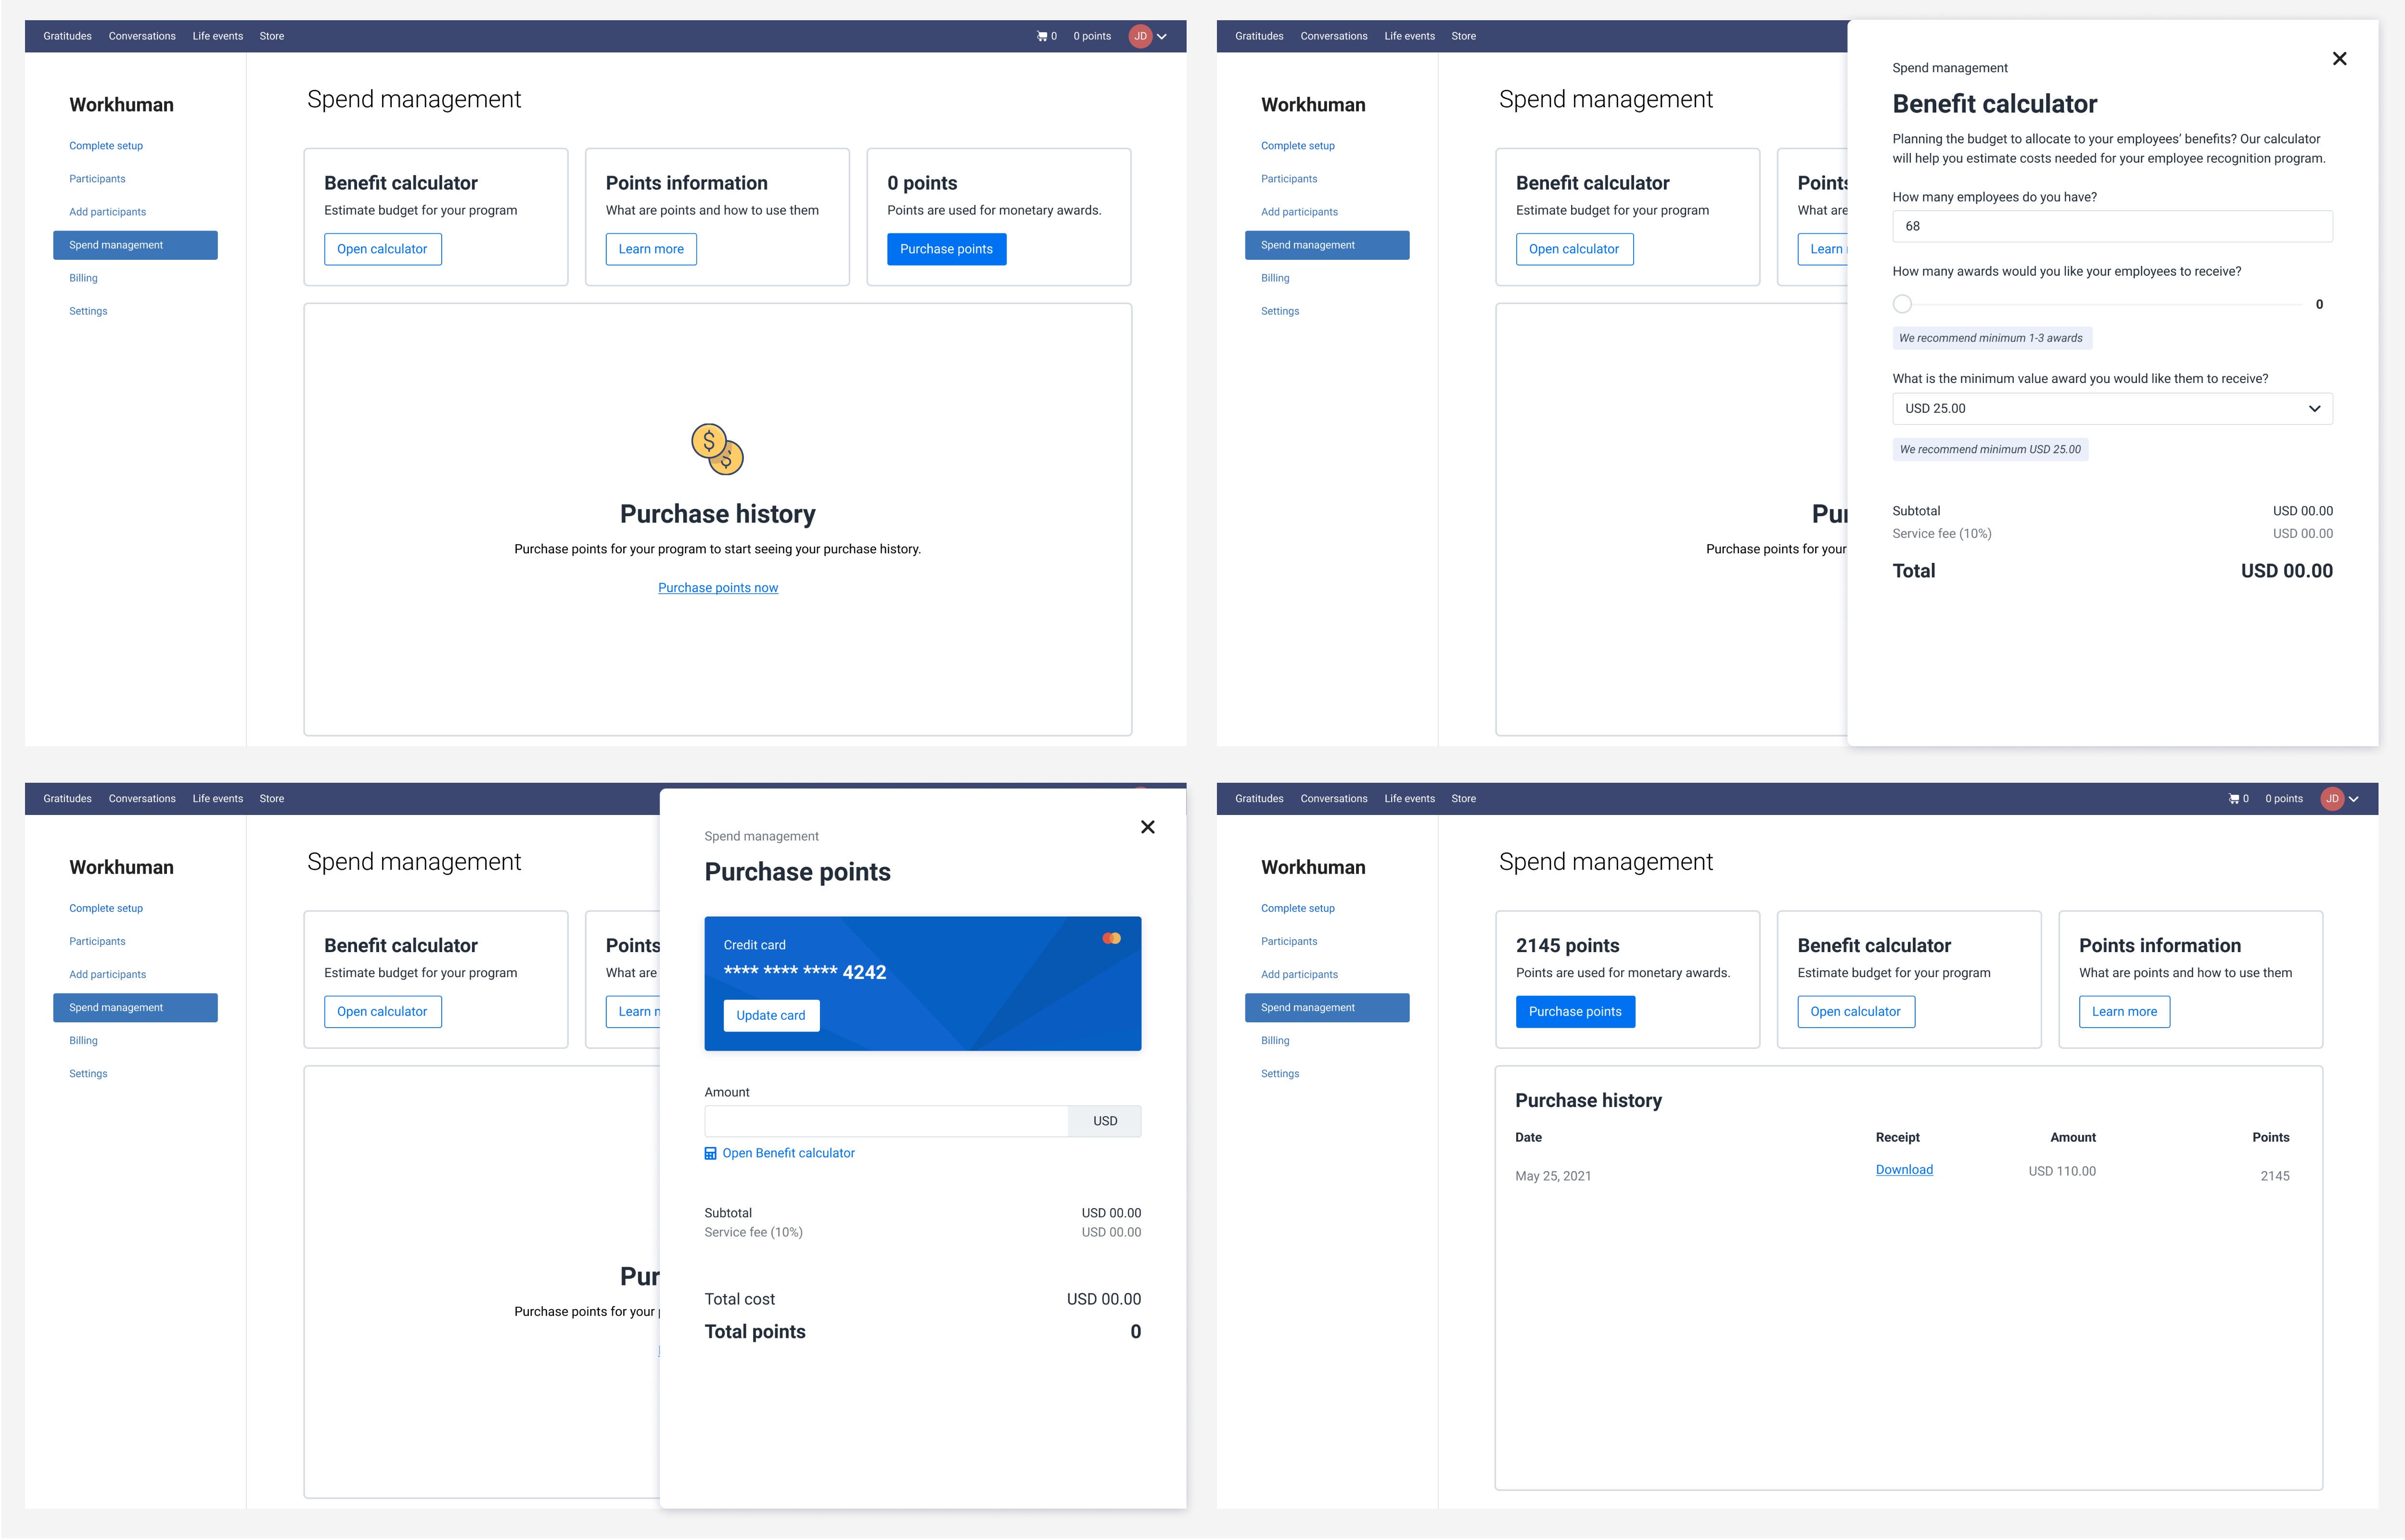 Gratitudes Conversations Life events Store 0 0 points JD
Workhuman
Complete setup
Participants
Add participants
Spend management
Billing
Settings
Spend management
Benefit calculator
Estimate budget for your program
Open calculator
Points information
What are points and how to use them
Learn more
0 points
Points are used for monetary awards.
Purchase points
Purchase history
Purchase points for your program to start seeing your purchase history.
Purchase points now
Gratitudes Conversations Life events Store
Workhuman
Complete setup
Participants
Add participants
Spend management
Billing
Settings
Spend management
Benefit calculator
Estimate budget for your program
Open calculator
Points
What are
Learn
Pur
Purchase points for your
Spend management
Benefit calculator
Planning the budget to allocate to your employees’ benefits? Our calculator
will help you estimate costs needed for your employee recognition program.
How many employees do you have?
68
How many awards would you like your employees to receive?
0
We recommend minimum 1-3 awards
What is the minimum value award you would like them to receive?
USD 25.00
We recommend minimum USD 25.00
Subtotal USD 00.00
Service fee (10%) USD 00.00
Total USD 00.00
Gratitudes Conversations Life events Store
Workhuman
Complete setup
Participants
Add participants
Spend management
Billing
Settings
Spend management
Benefit calculator
Estimate budget for your program
Open calculator
Points
What are
Learn
Pur
Purchase points for your
Spend management
Purchase points
Credit card
**** **** **** 4242
Update card
Amount
USD
Open Benefit calculator
Subtotal USD 00.00
Service fee (10%) USD 00.00
Total cost USD 00.00
Total points 0
Gratitudes Conversations Life events Store 0 0 points JD
Workhuman
Complete setup
Participants
Add participants
Spend management
Billing
Settings
Spend management
2145 points
Points are used for monetary awards.
Purchase points
Benefit calculator
Estimate budget for your program
Open calculator
Points information
What are points and how to use them
Learn more
Purchase history
Date Receipt Amount Points
May 25, 2021 Download USD 110.00 2145